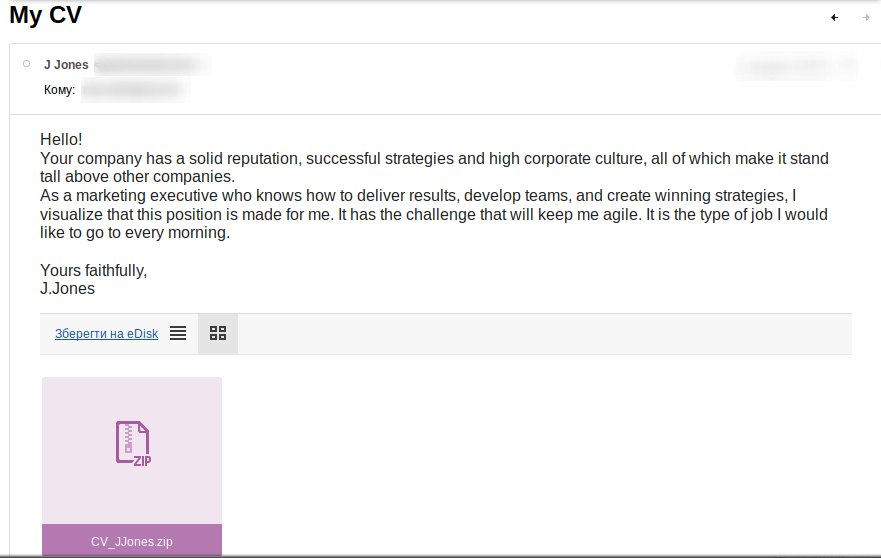 My CV
J Jones
Кому:
Hello!
Your company has a solid reputation, successful strategies and high corporate culture, all of which make it stand
tall above other companies.
As a marketing executive who knows how to deliver results, develop teams, and create winning strategies, I
visualize that this position is made for me. It has the challenge that will keep me agile. It is the type of job I would
like to go to every morning.
Yours faithfully,
J.Jones
Зберегти на eDisk
ZIP
CV_JJones.zip